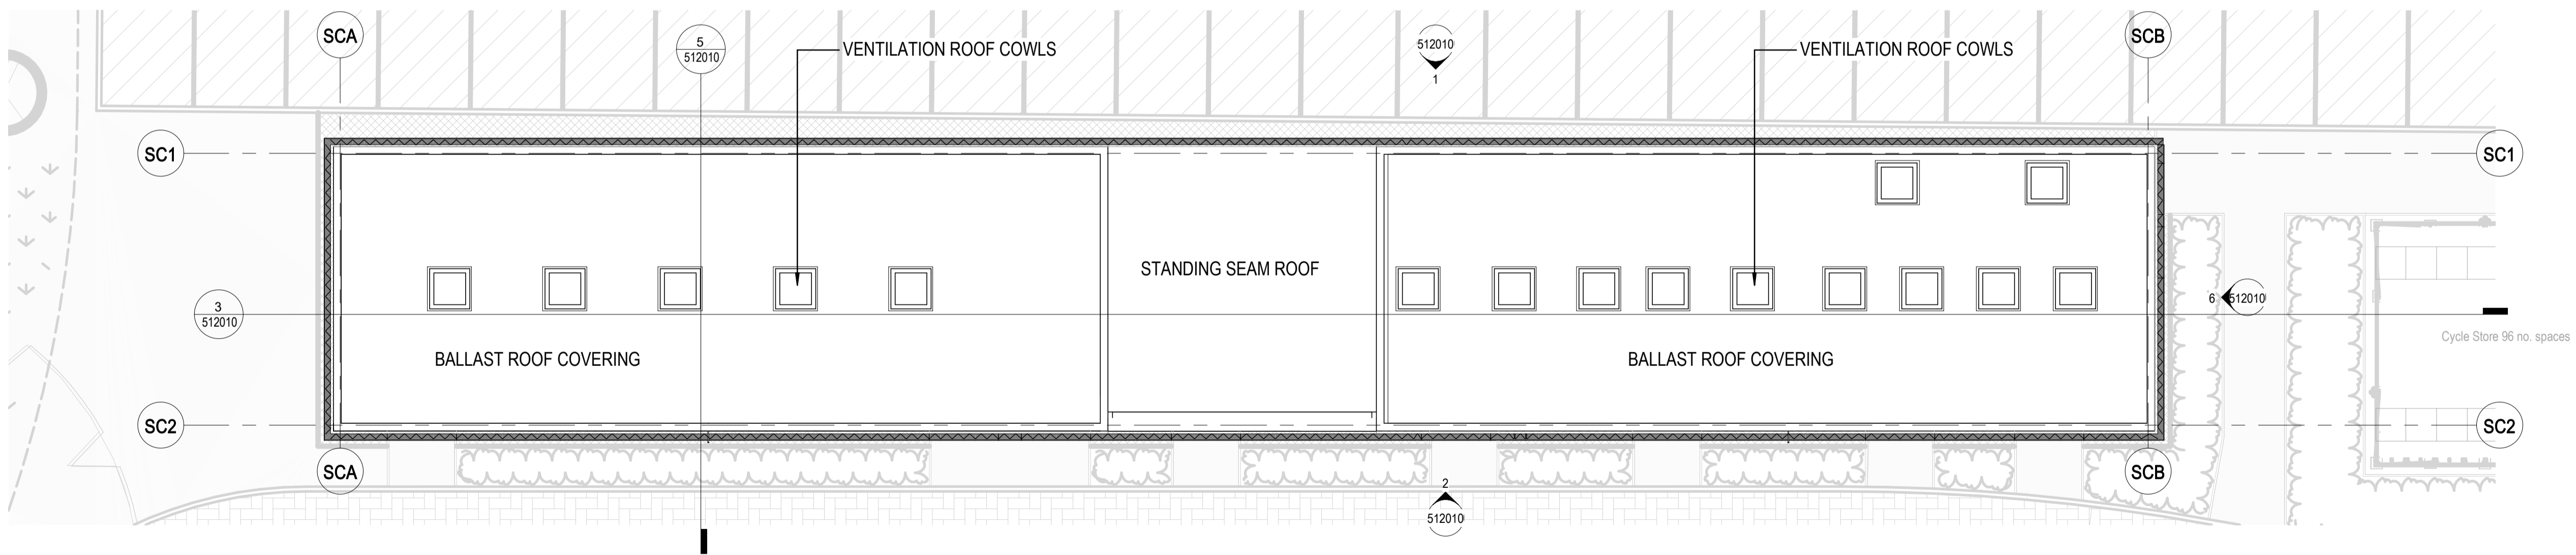 SCA
5
512010
VENTILATION ROOF COWLS
512010
1
VENTILATION ROOF COWLS
SCB
SC1
SC1
STANDING SEAM ROOF
3
512010
6
512010
Cycle Store 96 no. spaces
BALLAST ROOF COVERING
BALLAST ROOF COVERING
SC2
SC2
SCA
SCB
2
512010